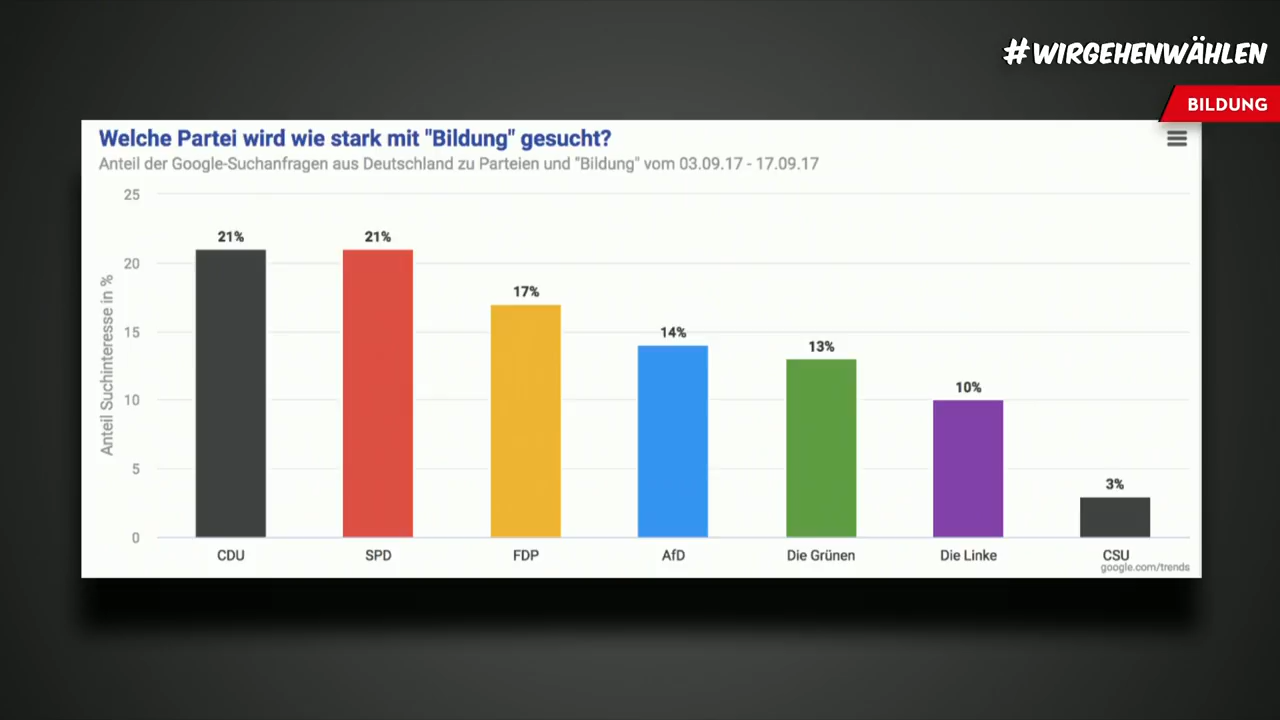 #WIRGEHENWÄHLEN
BILDUNG
Welche Partei wird wie stark mit "Bildung" gesucht?
Anteil der Google-Suchanfragen aus Deutschland zu Parteien und "Bildung" vom 03.09.17 - 17.09.17
Anteil Suchinteresse in %
25
20
15
10
5
0
21%
21%
17%
14%
13%
10%
3%
CDU
SPD
FDP
AfD
Die Grünen
Die Linke
CSU
google.com/trends